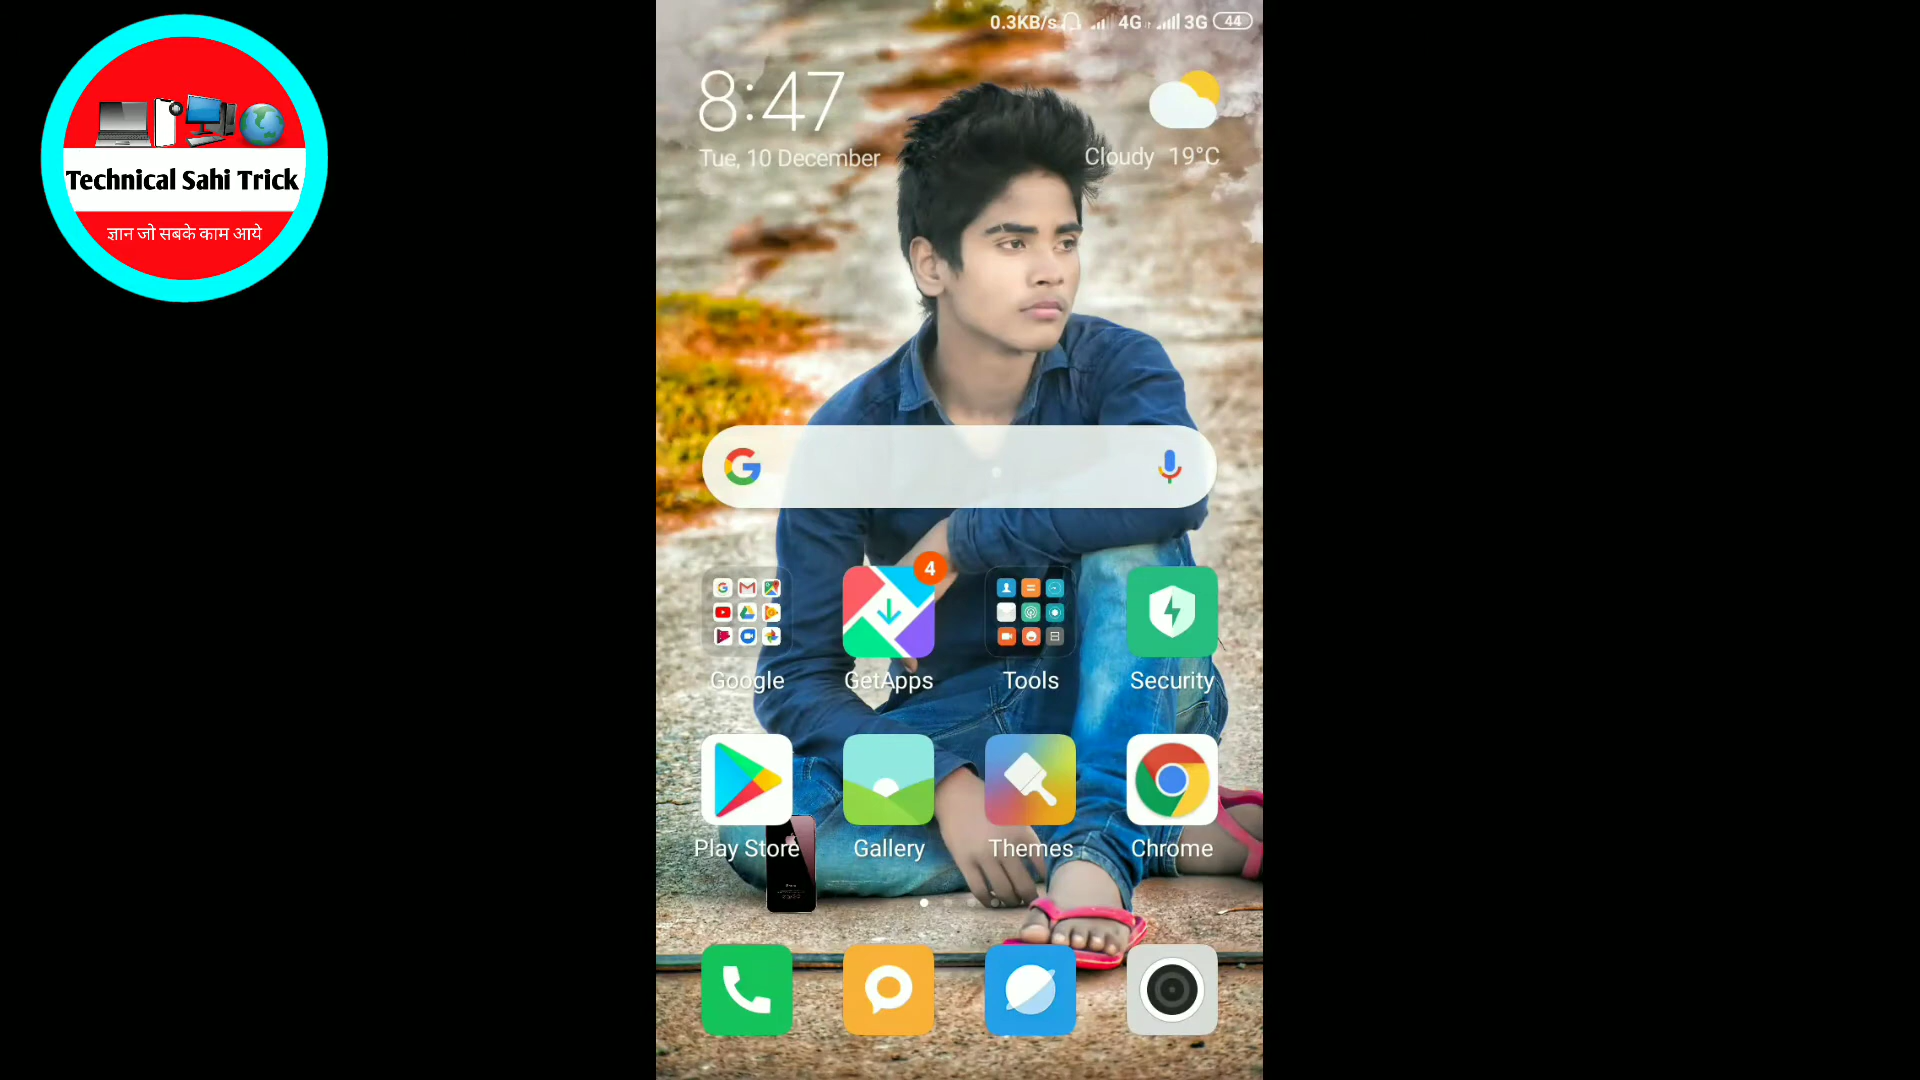 Technical Sahi Trick
ज्ञान जो सबके काम आये
0.3KB/s 4G 3G 44
8:47
Tue, 10 December
Cloudy 19°C
4
Google GetApps Tools Security
Play Store Gallery Themes Chrome